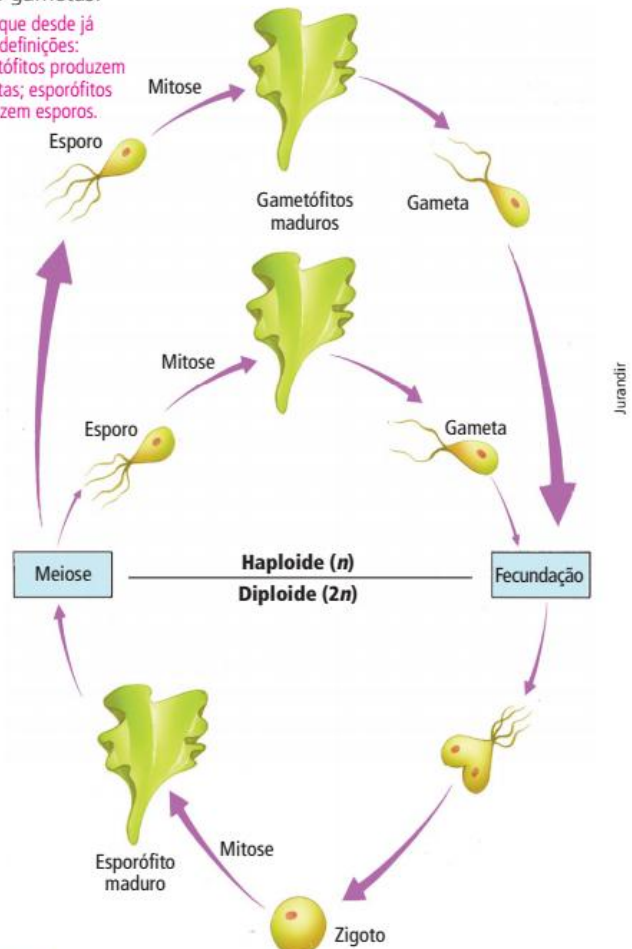 gametas.
que desde já
definições:
tófitos produzem
tas; esporófitos
zem esporos.
Mitose
Esporo
Gametófitos
maduros
Gameta
Mitose
Esporo
Gameta
Jurandir
Meiose
Haploide (n)
Diploide (2n)
Fecundação
Esporófito
maduro
Mitose
Zigoto